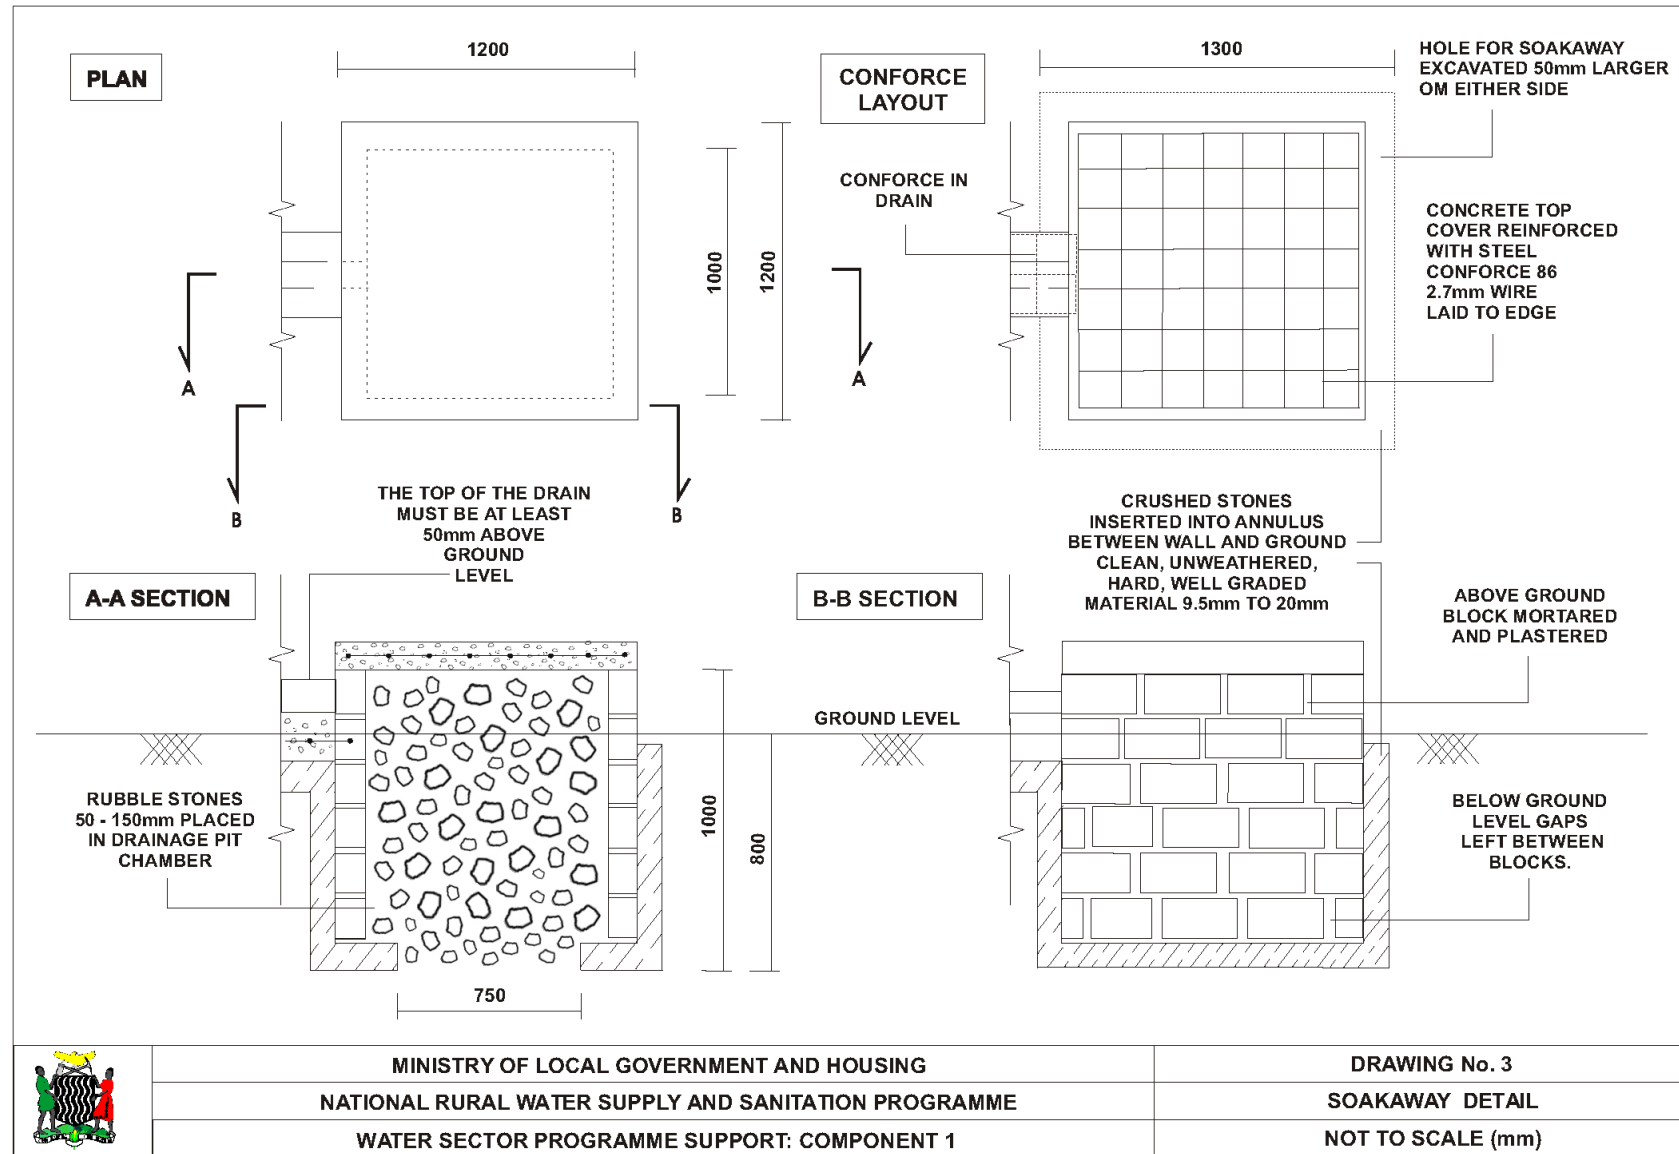 PLAN
1200
1000
1200
A
B
B
CONFORCE
LAYOUT
1300
HOLE FOR SOAKAWAY
EXCAVATED 50mm LARGER
OM EITHER SIDE
CONFORCE IN
DRAIN
A
CONCRETE TOP
COVER REINFORCED
WITH STEEL
CONFORCE 86
2.7mm WIRE
LAID TO EDGE
THE TOP OF THE DRAIN
MUST BE AT LEAST
50mm ABOVE
GROUND
LEVEL
CRUSHED STONES
INSERTED INTO ANNULUS
BETWEEN WALL AND GROUND
CLEAN, UNWEATHERED,
HARD, WELL GRADED
MATERIAL 9.5mm TO 20mm
A-A SECTION
RUBBLE STONES
50 - 150mm PLACED
IN DRAINAGE PIT
CHAMBER
1000
800
750
B-B SECTION
GROUND LEVEL
ABOVE GROUND
BLOCK MORTARED
AND PLASTERED
BELOW GROUND
LEVEL GAPS
LEFT BETWEEN
BLOCKS.
MINISTRY OF LOCAL GOVERNMENT AND HOUSING
NATIONAL RURAL WATER SUPPLY AND SANITATION PROGRAMME
WATER SECTOR PROGRAMME SUPPORT: COMPONENT 1
DRAWING No. 3
SOAKAWAY DETAIL
NOT TO SCALE (mm)